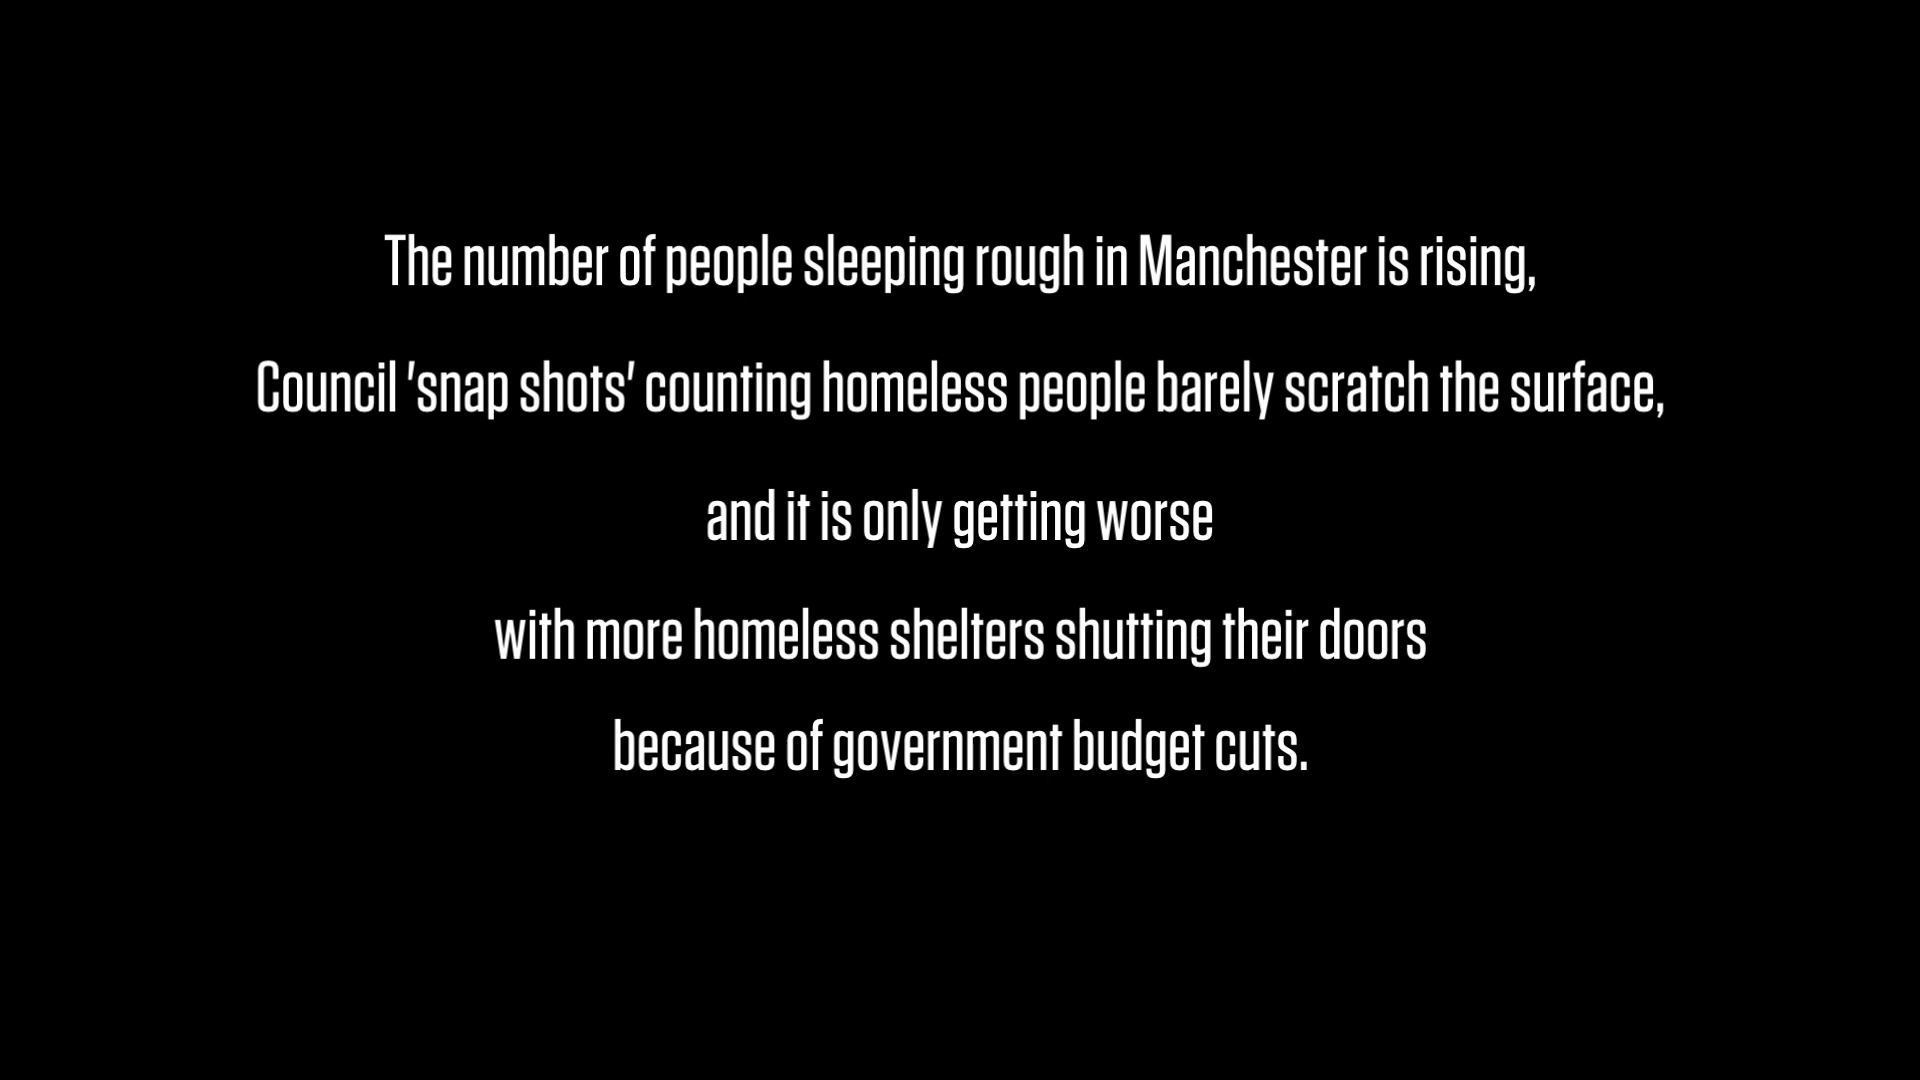 The number of people sleeping rough in Manchester is rising,
Council 'snap shots' counting homeless people barely scratch the surface,
and it is only getting worse
with more homeless shelters shutting their doors
because of government budget cuts.